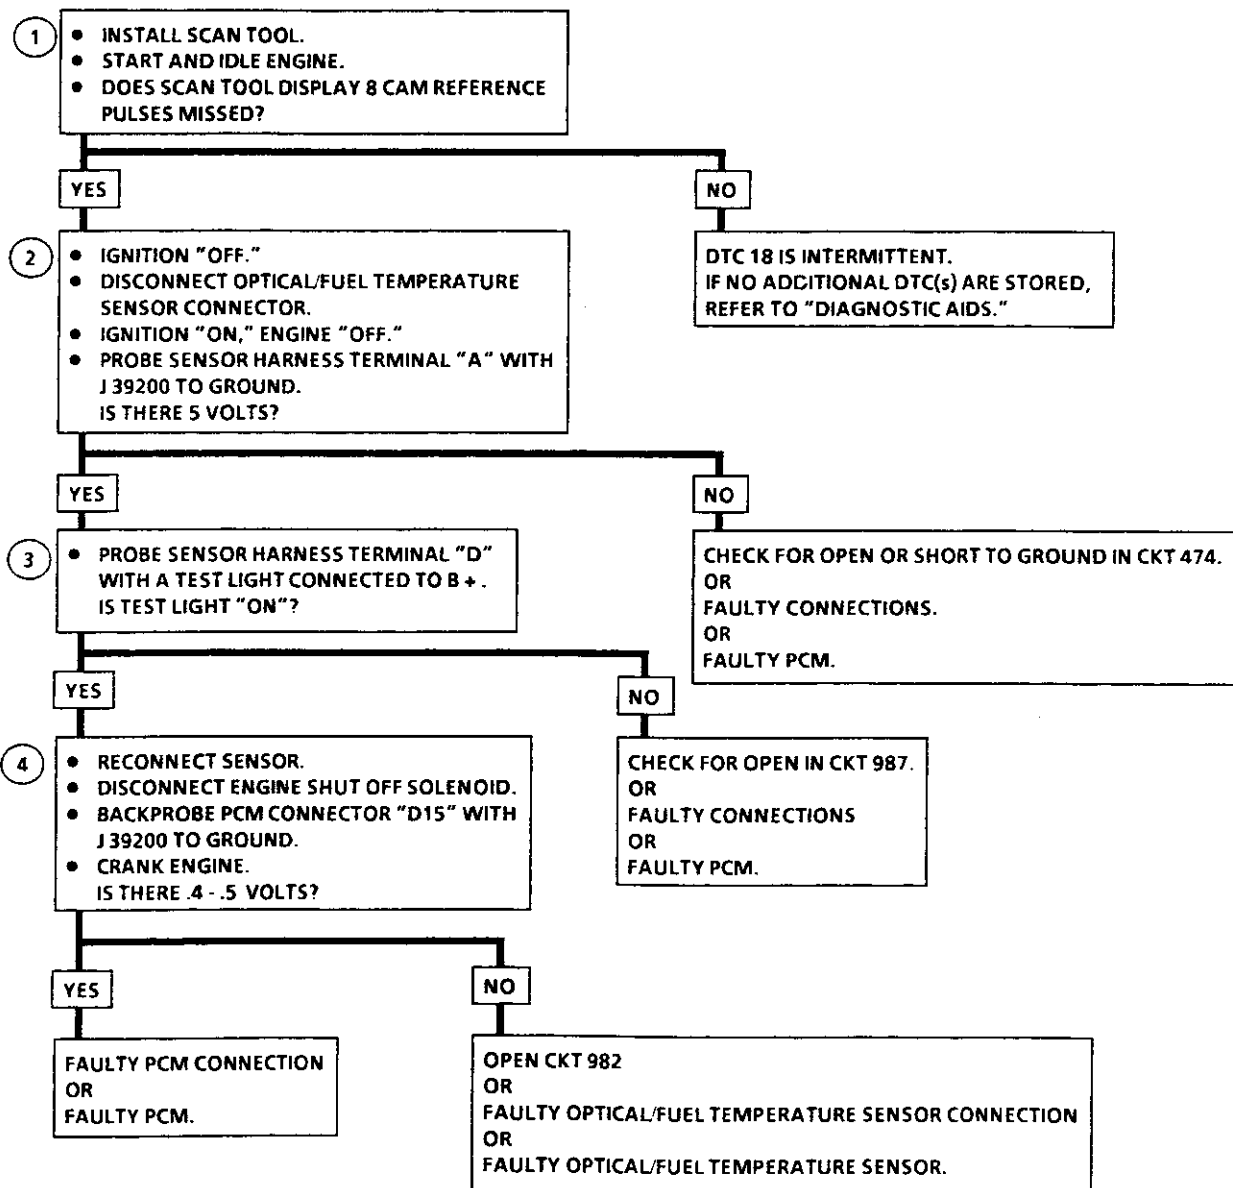 1
• INSTALL SCAN TOOL.
• START AND IDLE ENGINE.
• DOES SCAN TOOL DISPLAY 8 CAM REFERENCE
PULSES MISSED?
YES
NO
2
• IGNITION "OFF."
• DISCONNECT OPTICAL/FUEL TEMPERATURE
SENSOR CONNECTOR.
• IGNITION "ON," ENGINE "OFF."
• PROBE SENSOR HARNESS TERMINAL "A" WITH
J 39200 TO GROUND.
IS THERE 5 VOLTS?
DTC 18 IS INTERMITTENT.
IF NO ADDITIONAL DTC(s) ARE STORED,
REFER TO "DIAGNOSTIC AIDS."
YES
NO
3
• PROBE SENSOR HARNESS TERMINAL "D"
WITH A TEST LIGHT CONNECTED TO B +.
IS TEST LIGHT "ON"?
CHECK FOR OPEN OR SHORT TO GROUND IN CKT 474.
OR
FAULTY CONNECTIONS.
OR
FAULTY PCM.
YES
NO
4
• RECONNECT SENSOR.
• DISCONNECT ENGINE SHUT OFF SOLENOID.
• BACKPROBE PCM CONNECTOR "D15" WITH
J 39200 TO GROUND.
• CRANK ENGINE.
IS THERE .4 - .5 VOLTS?
CHECK FOR OPEN IN CKT 987.
OR
FAULTY CONNECTIONS
OR
FAULTY PCM.
YES
NO
FAULTY PCM CONNECTION
OR
FAULTY PCM.
OPEN CKT 982
OR
FAULTY OPTICAL/FUEL TEMPERATURE SENSOR CONNECTION
OR
FAULTY OPTICAL/FUEL TEMPERATURE SENSOR.